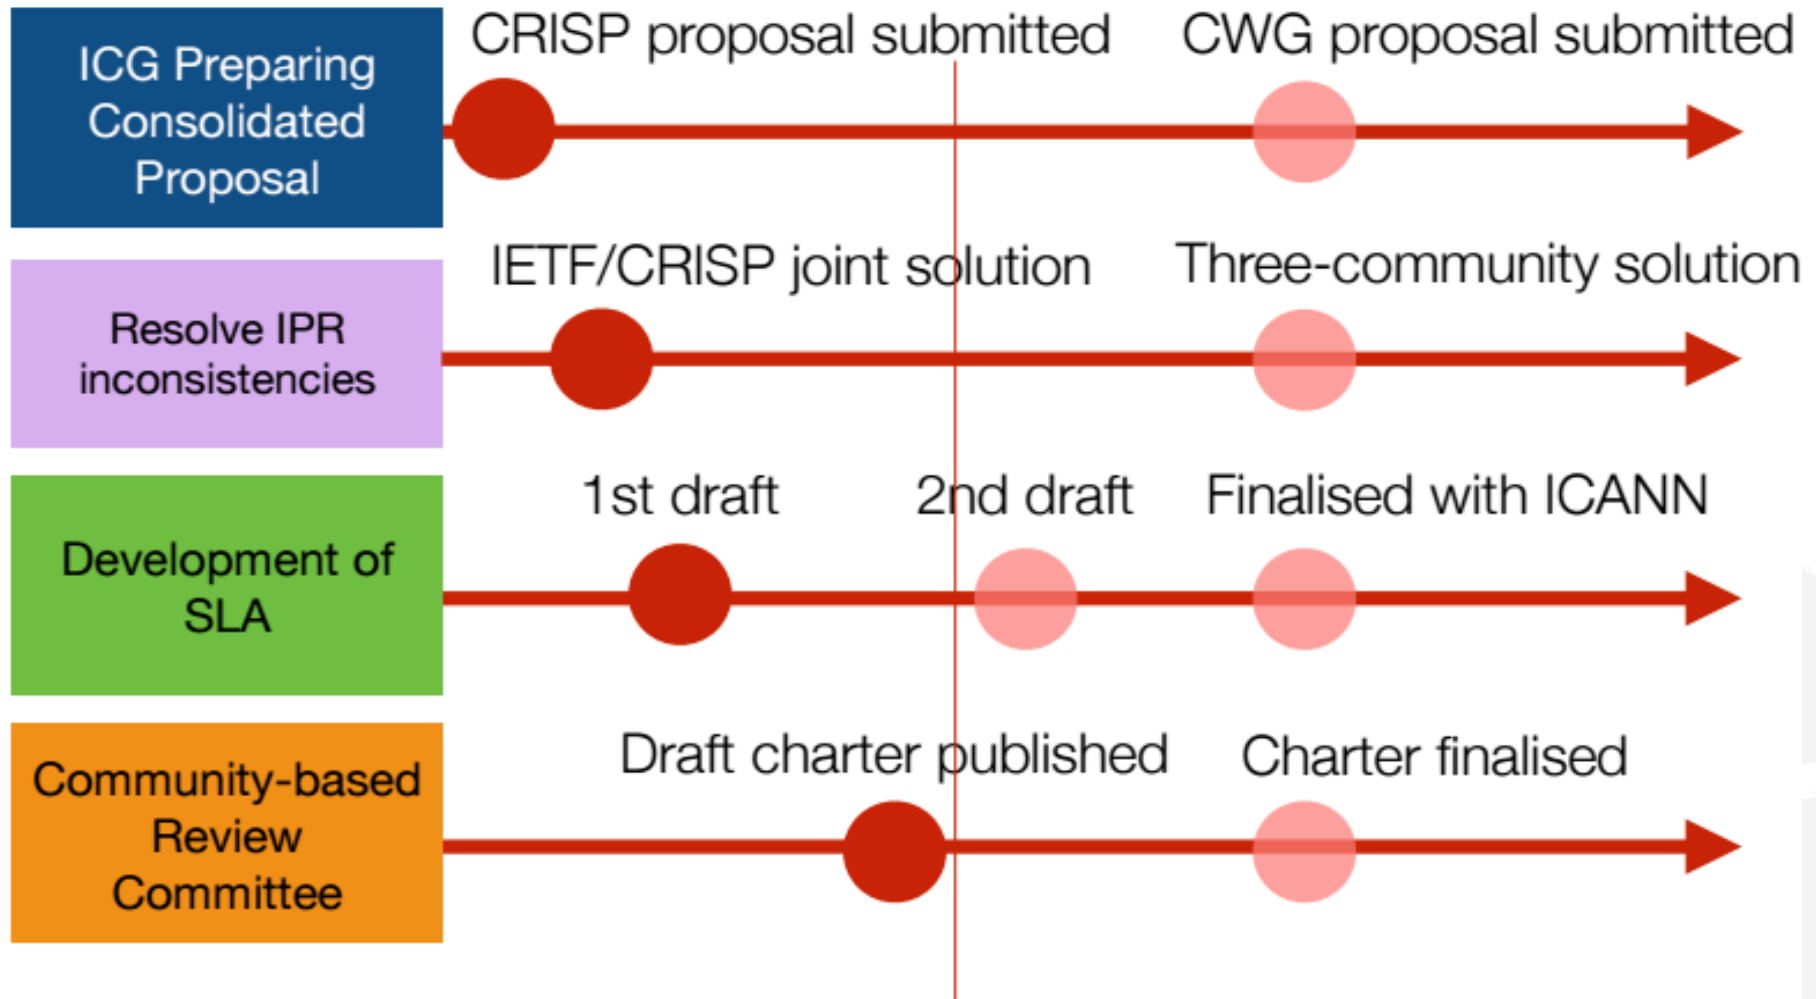 ICG Preparing
Consolidated
Proposal
CRISP proposal submitted
CWG proposal submitted
Resolve IPR
inconsistencies
IETF/CRISP joint solution
Three-community solution
Development of
SLA
1st draft
2nd draft
Finalised with ICANN
Community-based
Review
Committee
Draft charter published
Charter finalised